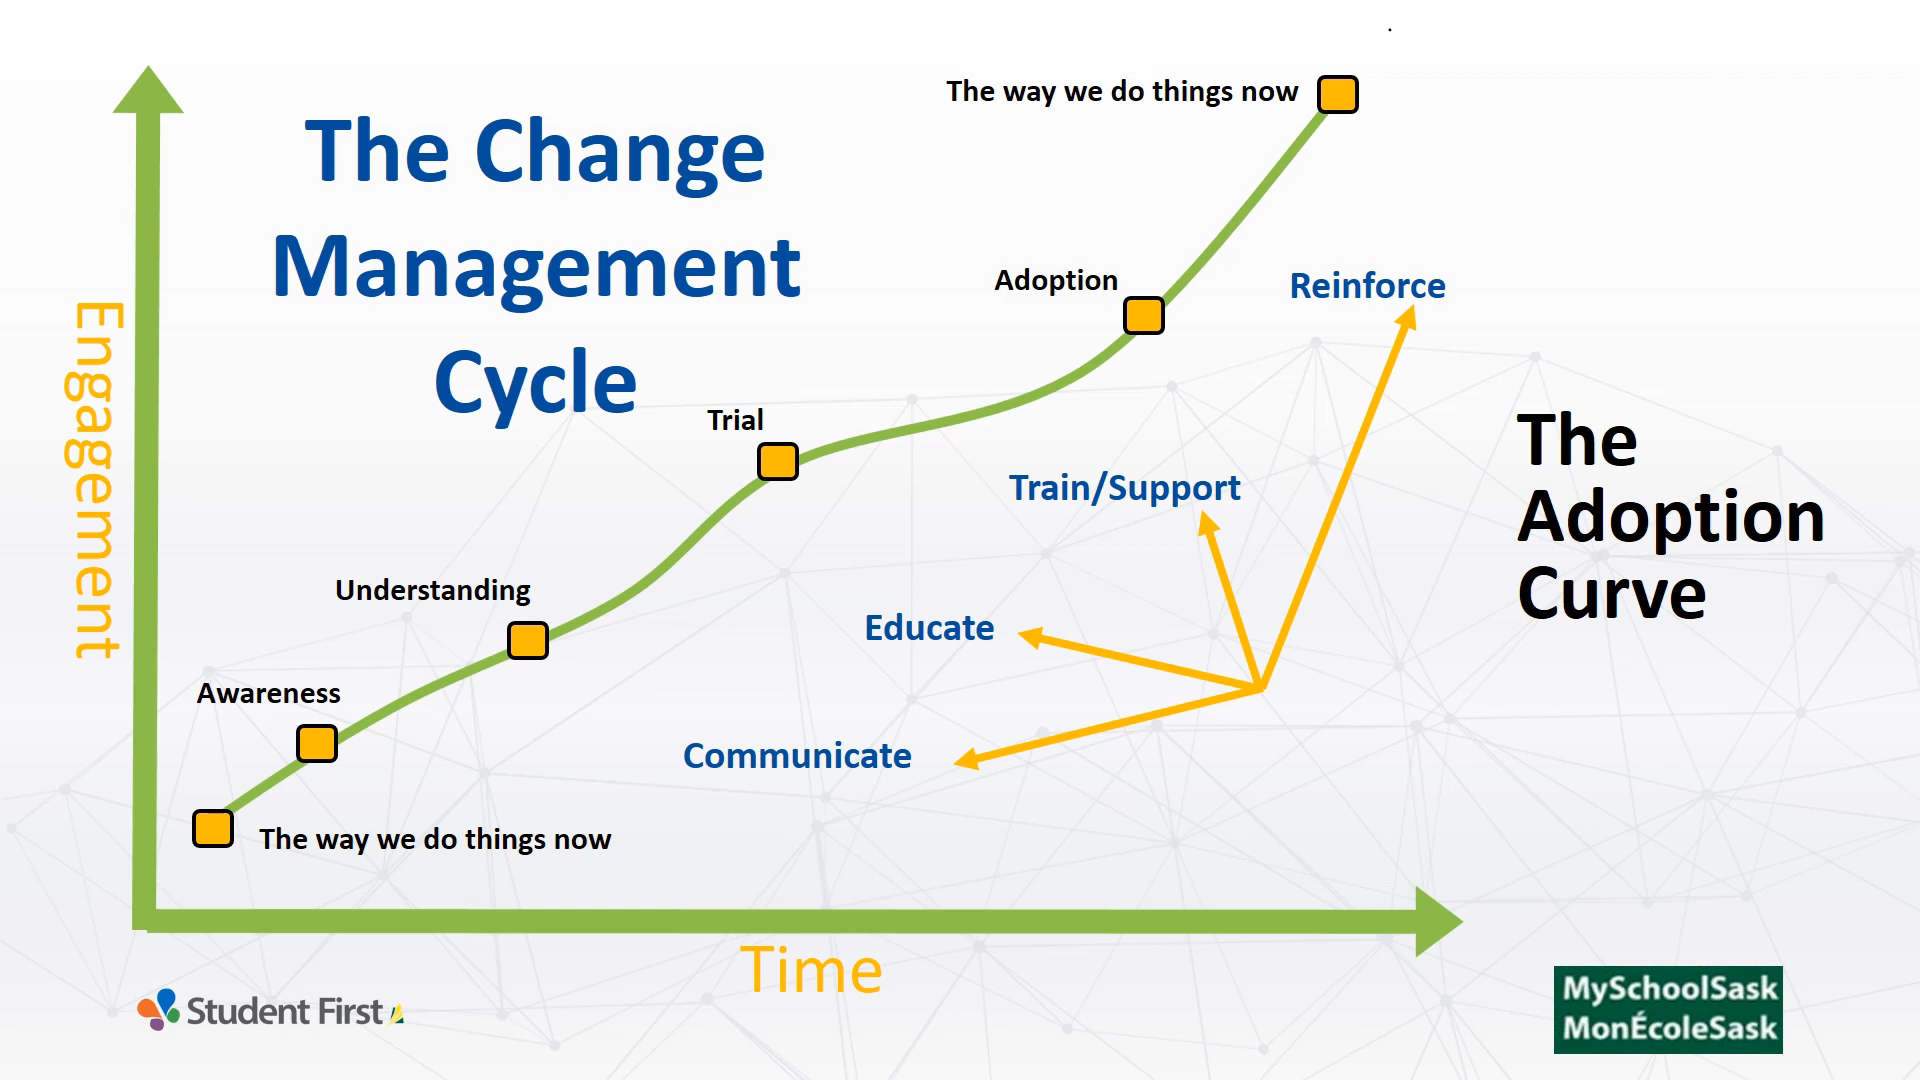 The Change
Management
Cycle
The way we do things now
Adoption
Reinforce
Trial
Train/Support
The
Adoption
Curve
Understanding
Educate
Awareness
Communicate
The way we do things now
Engagement
Time
Student First
MySchoolSask
MonÉcoleSask